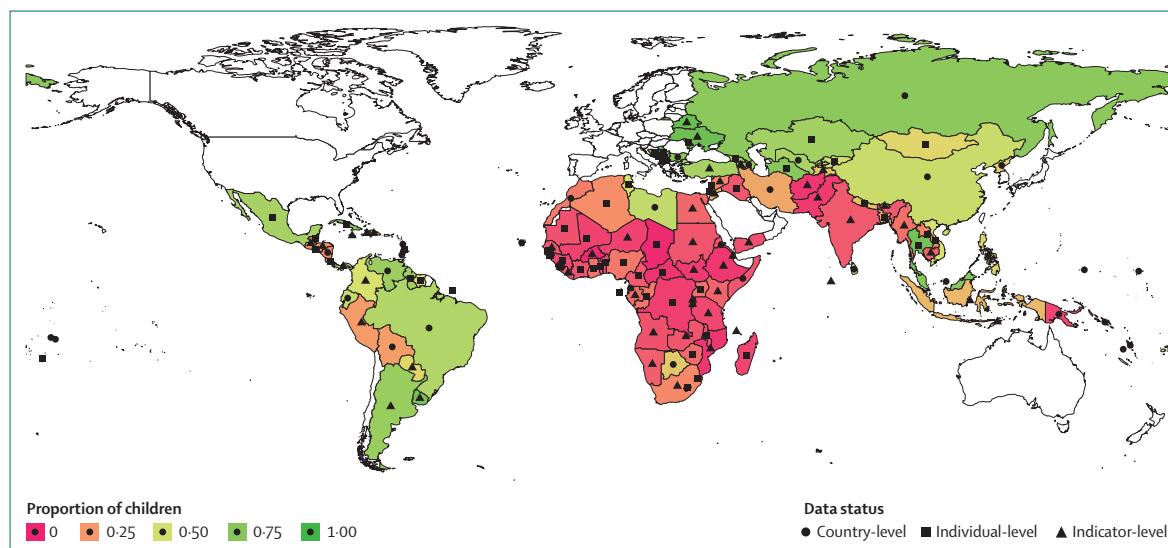 Proportion of children
0 0·25 0·50 0·75 1·00
Data status
Country-level Individual-level Indicator-level